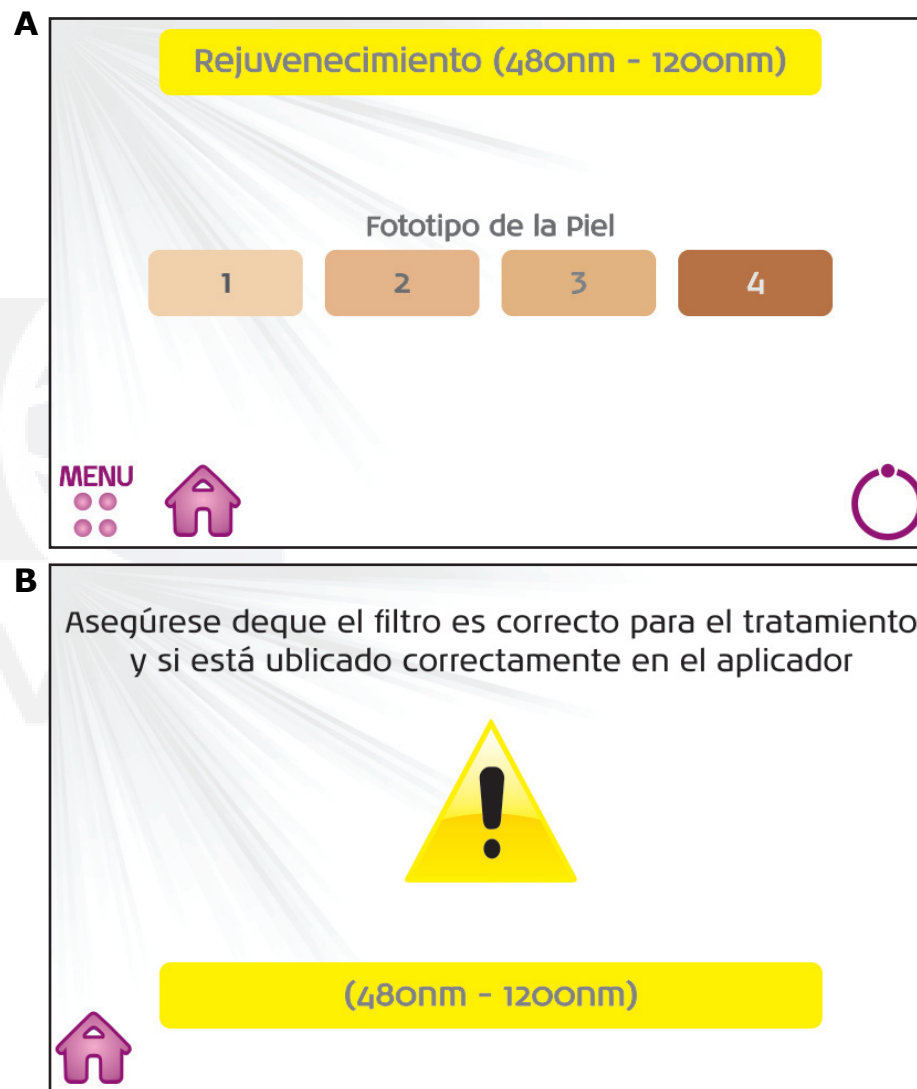 A
Rejuvenecimiento (480nm - 1200nm)
Fototipo de la Piel
1 2 3 4
MENU
B
Asegúrese deque el filtro es correcto para el tratamiento
y si está ublicado correctamente en el aplicador
(480nm - 1200nm)